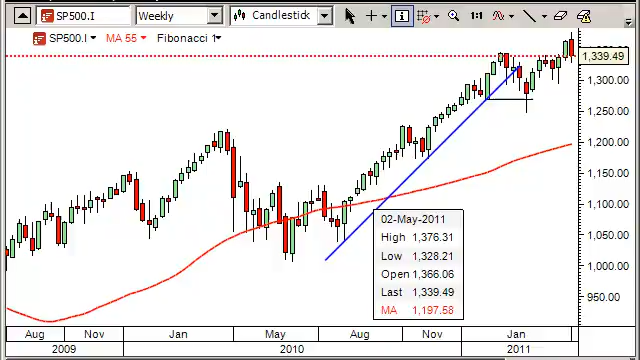 SP500.I Weekly Candlestick 1:1
SP500.I MA 55 Fibonacci 1
1,339.49
1,300.00
1,250.00
1,200.00
1,150.00
1,100.00
1,050.00
1,000.00
950.00
02-May-2011
High 1,376.31
Low 1,328.21
Open 1,366.06
Last 1,339.49
MA 1,197.58
Aug Nov Jan May Aug Nov Jan
2009 2010 2011